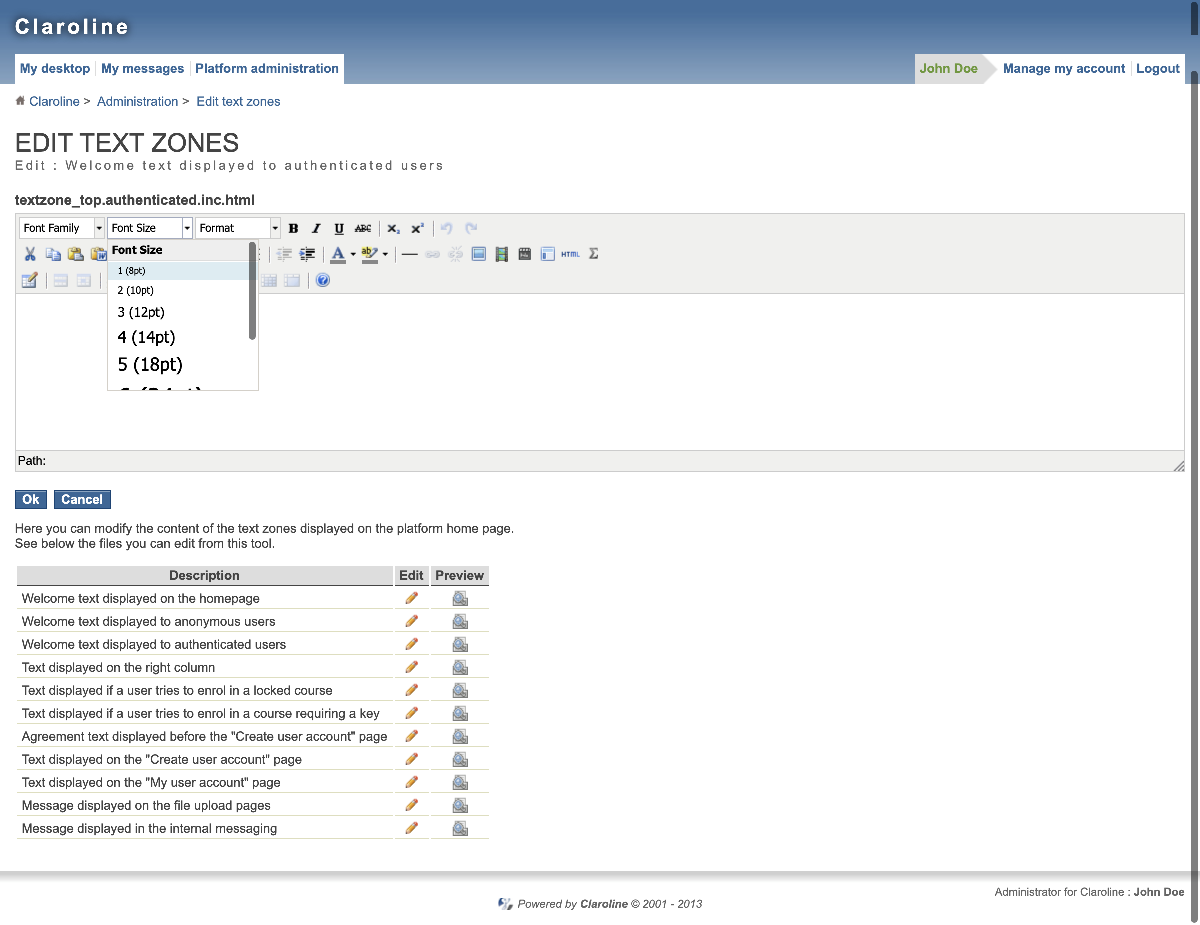 Claroline
My desktop My messages Platform administration John Doe Manage my account Logout
Claroline > Administration > Edit text zones
EDIT TEXT ZONES
Edit : Welcome text displayed to authenticated users
textzone_top.authenticated.inc.html
Font Family Font Size Format B I U ABC x₂ x²
Font Size
A ab HTML Σ
1 (8pt)
2 (10pt)
3 (12pt)
4 (14pt)
5 (18pt)
Path:
Ok Cancel
Here you can modify the content of the text zones displayed on the platform home page.
See below the files you can edit from this tool.
Description Edit Preview
Welcome text displayed on the homepage
Welcome text displayed to anonymous users
Welcome text displayed to authenticated users
Text displayed on the right column
Text displayed if a user tries to enrol in a locked course
Text displayed if a user tries to enrol in a course requiring a key
Agreement text displayed before the "Create user account" page
Text displayed on the "Create user account" page
Text displayed on the "My user account" page
Message displayed on the file upload pages
Message displayed in the internal messaging
Administrator for Claroline : John Doe
Powered by Claroline © 2001 - 2013